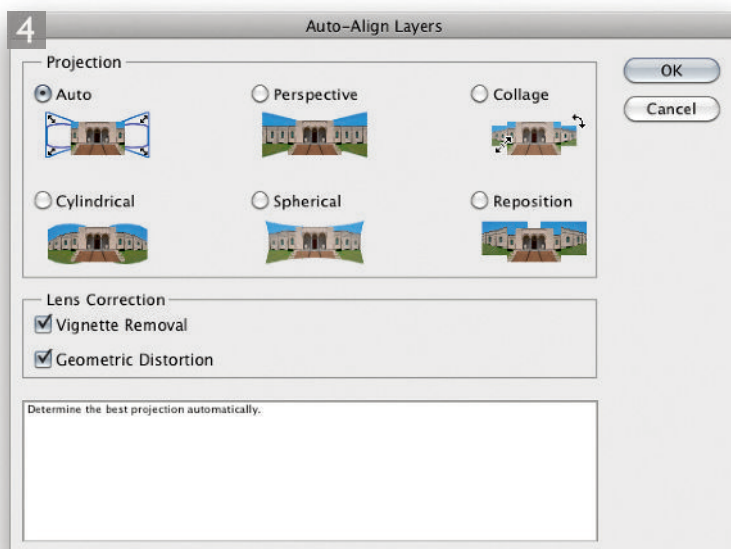 4
Auto-Align Layers
Projection
Auto
Perspective
Collage
Cylindrical
Spherical
Reposition
OK
Cancel
Lens Correction
Vignette Removal
Geometric Distortion
Determine the best projection automatically.